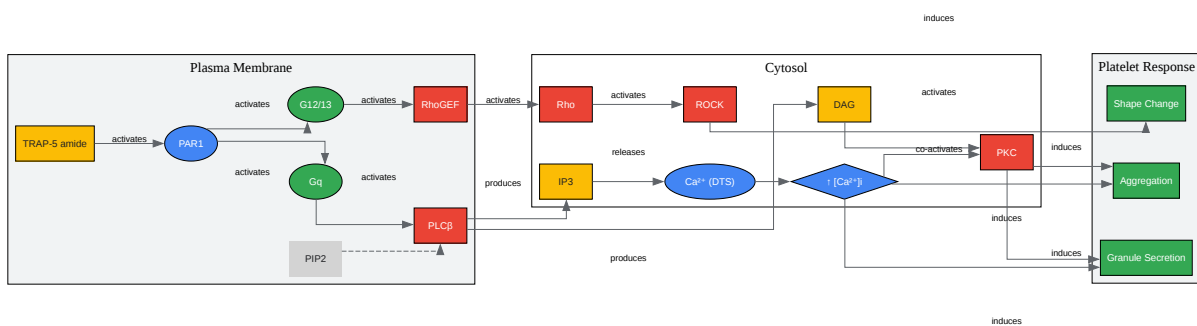 induces
Plasma Membrane
Cytosol
Platelet Response
TRAP-5 amide
activates
PAR1
activates
G12/13
activates
RhoGEF
activates
Rho
activates
ROCK
DAG
activates
Shape Change
activates
Gq
activates
produces
releases
IP3
Ca²⁺ (DTS)
↑ [Ca²⁺]i
co-activates
PKC
induces
Aggregation
PLCβ
PIP2
produces
induces
induces
Granule Secretion
induces